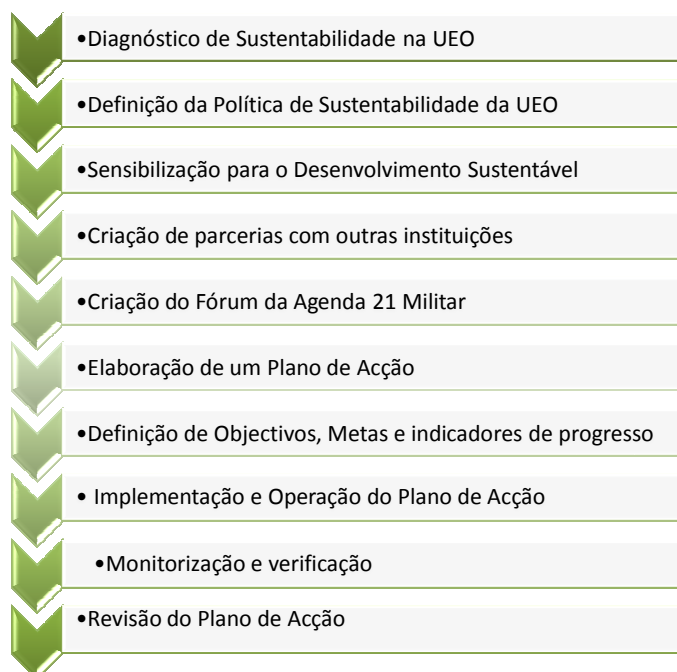 •Diagnóstico de Sustentabilidade na UEO
•Definição da Política de Sustentabilidade da UEO
•Sensibilização para o Desenvolvimento Sustentável
•Criação de parcerias com outras instituições
•Criação do Fórum da Agenda 21 Militar
•Elaboração de um Plano de Acção
•Definição de Objectivos, Metas e indicadores de progresso
• Implementação e Operação do Plano de Acção
•Monitorização e verificação
•Revisão do Plano de Acção